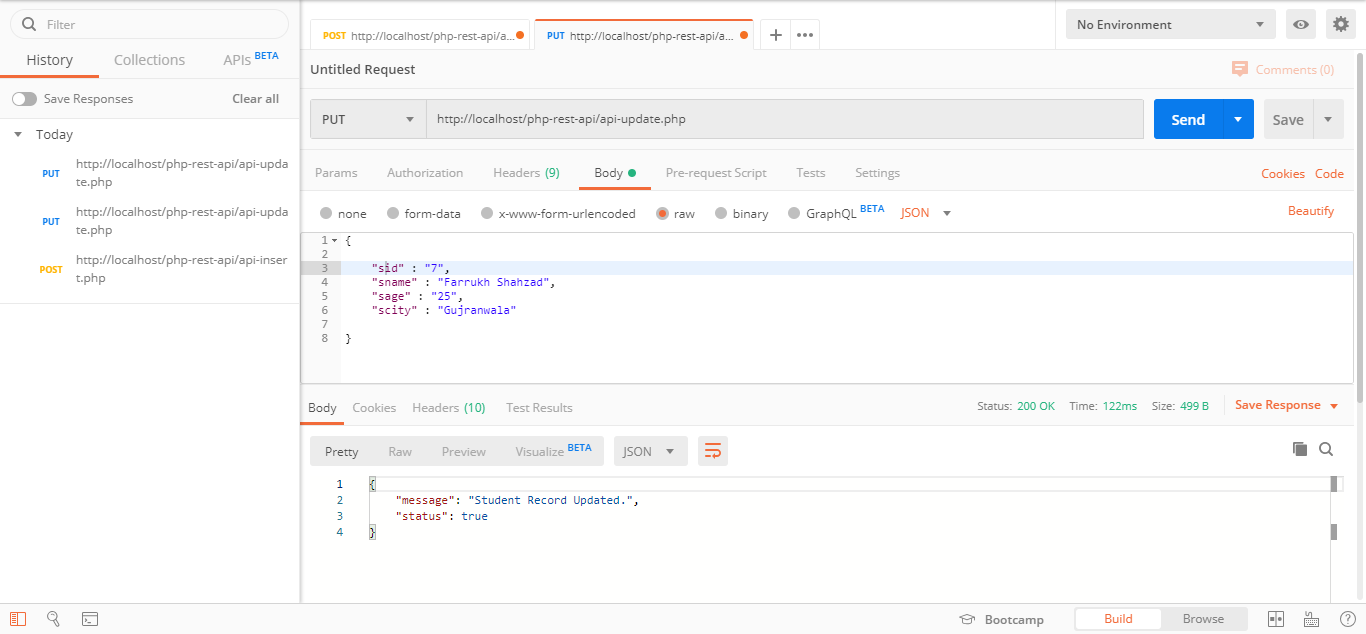 Filter
History Collections APIs BETA
Save Responses Clear all
Today
PUT http://localhost/php-rest-api/api-upda
te.php
PUT http://localhost/php-rest-api/api-upda
te.php
POST http://localhost/php-rest-api/api-inser
t.php
POST http://localhost/php-rest-api/a... PUT http://localhost/php-rest-api/a... + ••• No Environment
Untitled Request Comments (0)
PUT http://localhost/php-rest-api/api-update.php Send Save
Params Authorization Headers (9) Body Pre-request Script Tests Settings Cookies Code
none form-data x-www-form-urlencoded raw binary GraphQL BETA JSON Beautify
1 {
2
3 "sid" : "7",
4 "sname" : "Farrukh Shahzad",
5 "sage" : "25",
6 "scity" : "Gujranwala"
7
8 }
Body Cookies Headers (10) Test Results Status: 200 OK Time: 122ms Size: 499 B Save Response
Pretty Raw Preview Visualize BETA JSON
1 {
2 "message": "Student Record Updated.",
3 "status": true
4 }
Bootcamp Build Browse ?